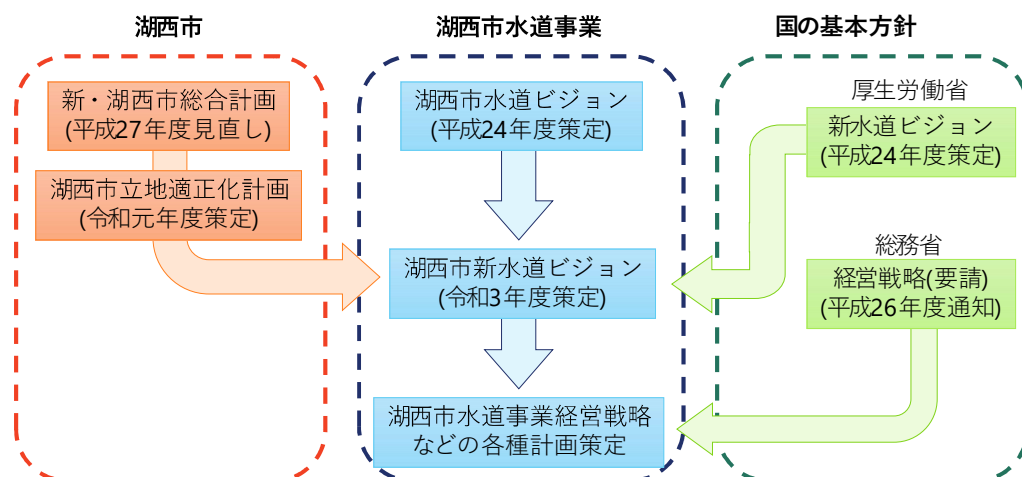 湖西市
新・湖西市総合計画
(平成27年度見直し)
湖西市立地適正化計画
(令和元年度策定)
湖西市水道事業
湖西市水道ビジョン
(平成24年度策定)
湖西市新水道ビジョン
(令和3年度策定)
湖西市水道事業経営戦略
などの各種計画策定
国の基本方針
厚生労働省
新水道ビジョン
(平成24年度策定)
総務省
経営戦略(要請)
(平成26年度通知)